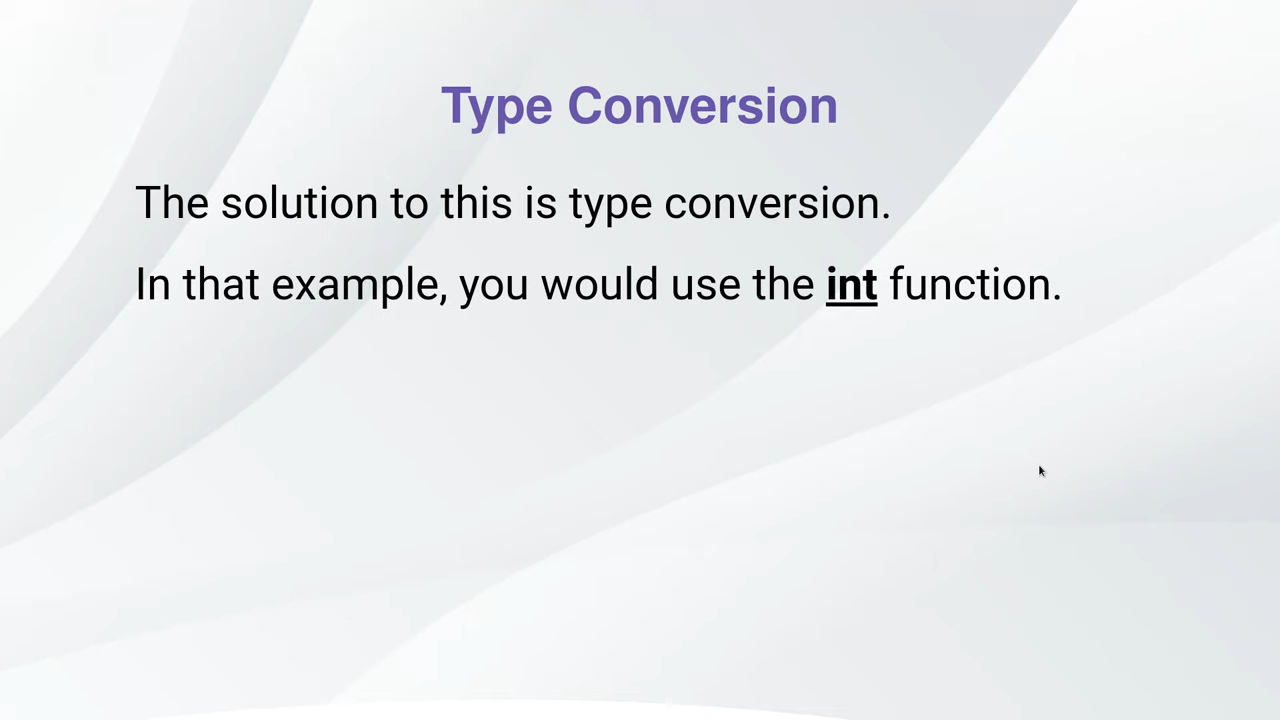 Type Conversion
The solution to this is type conversion.
In that example, you would use the int function.